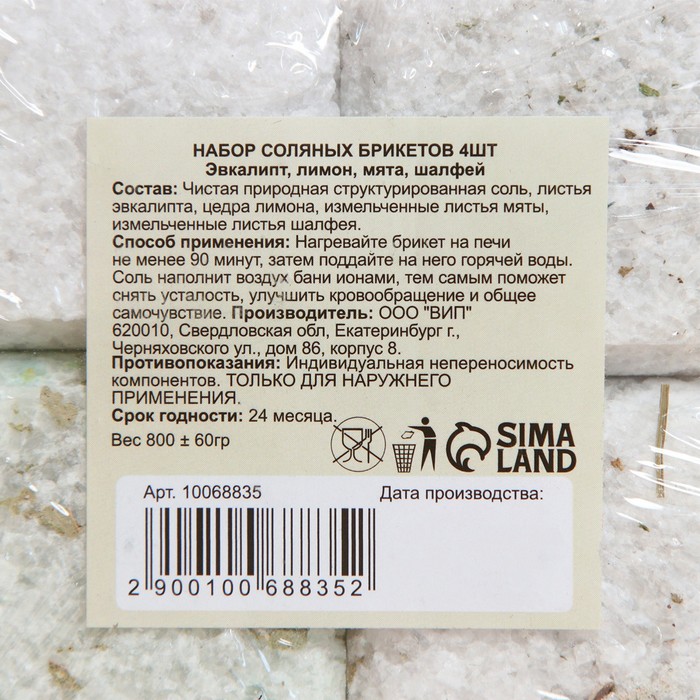 НАБОР СОЛЯНЫХ БРИКЕТОВ 4ШТ
Эвкалипт, лимон, мята, шалфей
Состав: Чистая природная структурированная соль, листья
эвкалипта, цедра лимона, измельченные листья мяты,
измельченные листья шалфея.
Способ применения: Нагревайте брикет на печи
не менее 90 минут, затем поддайте на него горячей воды.
Соль наполнит воздух бани ионами, тем самым поможет
снять усталость, улучшить кровообращение и общее
самочувствие. Производитель: ООО "ВИП"
620010, Свердловская обл, Екатеринбург г.,
Черняховского ул., дом 86, корпус 8.
Противопоказания: Индивидуальная непереносимость
компонентов. ТОЛЬКО ДЛЯ НАРУЖНЕГО
ПРИМЕНЕНИЯ.
Срок годности: 24 месяца.
Вес 800 ± 60гр
SIMA
LAND
Арт. 10068835
Дата производства:
2 900100 688352